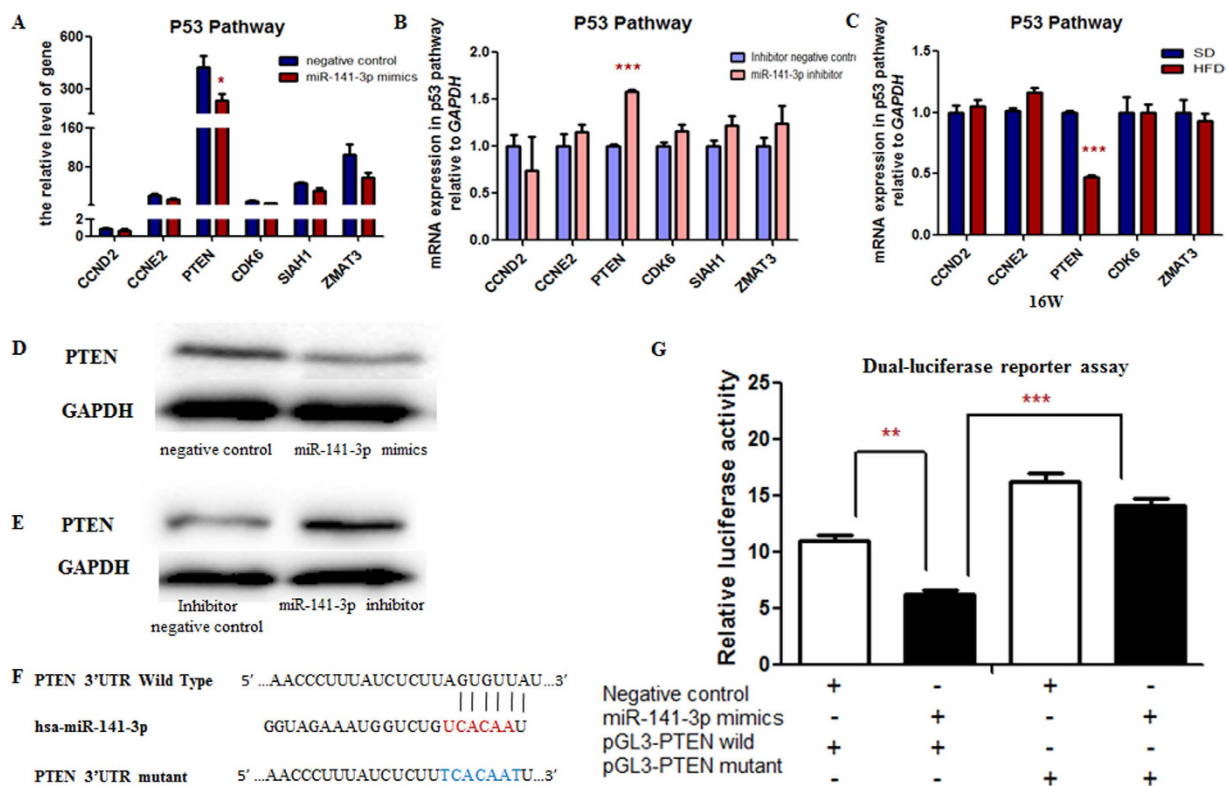 A
P53 Pathway
the relative level of gene
600
300
160
80
2
0
negative control
miR-141-3p mimics
*
CCND2
CCNE2
PTEN
CDK6
SIAH1
ZMAT3
B
P53 Pathway
mRNA expression in p53 pathway
relative to GAPDH
2.0
1.5
1.0
0.5
0.0
Inhibitor negative contr
miR-141-3p inhibitor
***
CCND2
CCNE2
PTEN
CDK6
SIAH1
ZMAT3
C
P53 Pathway
mRNA expression in p53 pathway
relative to GAPDH
1.5
1.0
0.5
0.0
SD
HFD
***
CCND2
CCNE2
PTEN
CDK6
ZMAT3
16W
D
PTEN
GAPDH
negative control
miR-141-3p mimics
E
PTEN
GAPDH
Inhibitor
negative control
miR-141-3p inhibitor
F
PTEN 3'UTR Wild Type 5' ...AACCCUUUAUCUCUUAGUGUUAU...3'
hsa-miR-141-3p GGUAGAAAUGGUCUGUCACAAU
PTEN 3'UTR mutant 5' ...AACCCUUUAUCUCUUTCACAATU...3'
G
Dual-luciferase reporter assay
Relative luciferase activity
25
20
15
10
5
0
**
***
Negative control + - + -
miR-141-3p mimics - + - +
pGL3-PTEN wild + + - -
pGL3-PTEN mutant - - + +